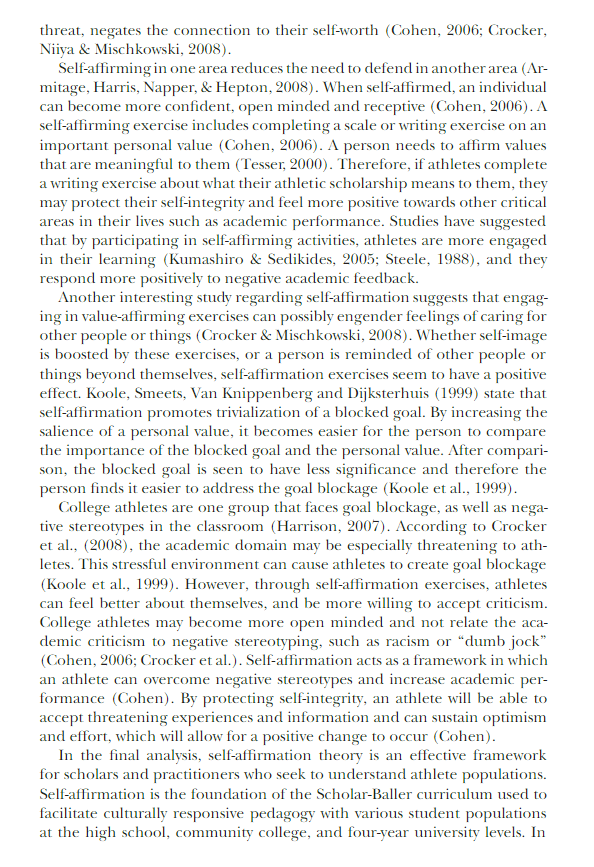 threat, negates the connection to their self-worth (Cohen, 2006; Crocker,
Niiya & Mischkowski, 2008).
Self-affirming in one area reduces the need to defend in another area (Ar-
mitage, Harris, Napper, & Hepton, 2008). When self-affirmed, an individual
can become more confident, open minded and receptive (Cohen, 2006). A
self-affirming exercise includes completing a scale or writing exercise on an
important personal value (Cohen, 2006). A person needs to affirm values
that are meaningful to them (Tesser, 2000). Therefore, if athletes complete
a writing exercise about what their athletic scholarship means to them, they
may protect their self-integrity and feel more positive towards other critical
areas in their lives such as academic performance. Studies have suggested
that by participating in self-affirming activities, athletes are more engaged
in their learning (Kumashiro & Sedikides, 2005; Steele, 1988), and they
respond more positively to negative academic feedback.
Another interesting study regarding self-affirmation suggests that engag-
ing in value-affirming exercises can possibly engender feelings of caring for
other people or things (Crocker & Mischkowski, 2008). Whether self-image
is boosted by these exercises, or a person is reminded of other people or
things beyond themselves, self-affirmation exercises seem to have a positive
effect. Koole, Smeets, Van Knippenberg and Dijksterhuis (1999) state that
self-affirmation promotes trivialization of a blocked goal. By increasing the
salience of a personal value, it becomes easier for the person to compare
the importance of the blocked goal and the personal value. After compari-
son, the blocked goal is seen to have less significance and therefore the
person finds it easier to address the goal blockage (Koole et al., 1999).
College athletes are one group that faces goal blockage, as well as nega-
tive stereotypes in the classroom (Harrison, 2007). According to Crocker
et al., (2008), the academic domain may be especially threatening to ath-
letes. This stressful environment can cause athletes to create goal blockage
(Koole et al., 1999). However, through self-affirmation exercises, athletes
can feel better about themselves, and be more willing to accept criticism.
College athletes may become more open minded and not relate the aca-
demic criticism to negative stereotyping, such as racism or “dumb jock”
(Cohen, 2006; Crocker et al.). Self-affirmation acts as a framework in which
an athlete can overcome negative stereotypes and increase academic per-
formance (Cohen). By protecting self-integrity, an athlete will be able to
accept threatening experiences and information and can sustain optimism
and effort, which will allow for a positive change to occur (Cohen).
In the final analysis, self-affirmation theory is an effective framework
for scholars and practitioners who seek to understand athlete populations.
Self-affirmation is the foundation of the Scholar-Baller curriculum used to
facilitate culturally responsive pedagogy with various student populations
at the high school, community college, and four-year university levels. In